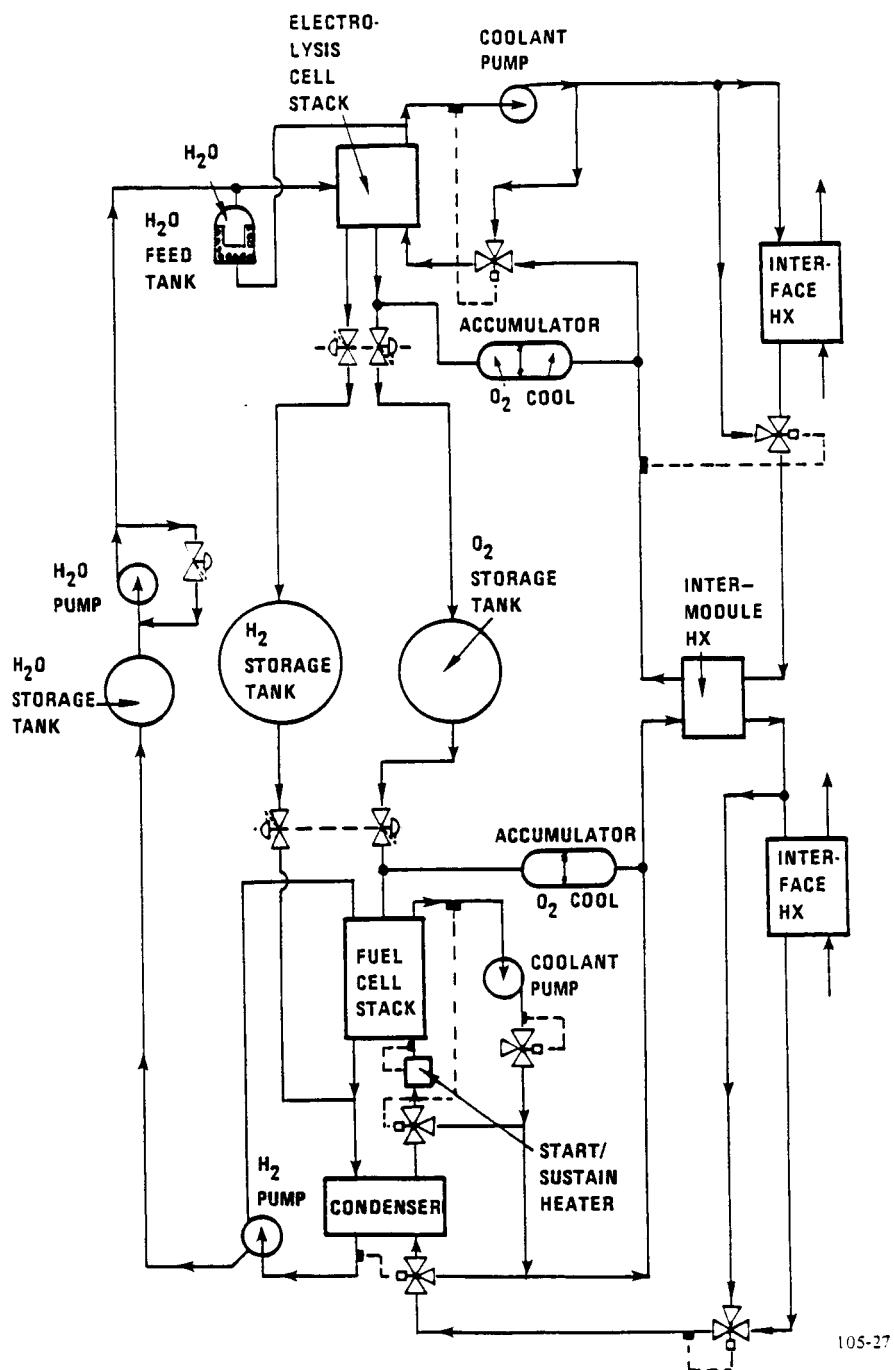 ELECTRO-
LYSIS
CELL
STACK
COOLANT
PUMP
H2O
H2O
FEED
TANK
INTER-
FACE
HX
ACCUMULATOR
O2 COOL
O2
STORAGE
TANK
H2O
PUMP
H2
STORAGE
TANK
INTER-
MODULE
HX
H2O
STORAGE
TANK
ACCUMULATOR
O2 COOL
INTER-
FACE
HX
FUEL
CELL
STACK
COOLANT
PUMP
START/
SUSTAIN
HEATER
H2
PUMP
CONDENSER
105-27